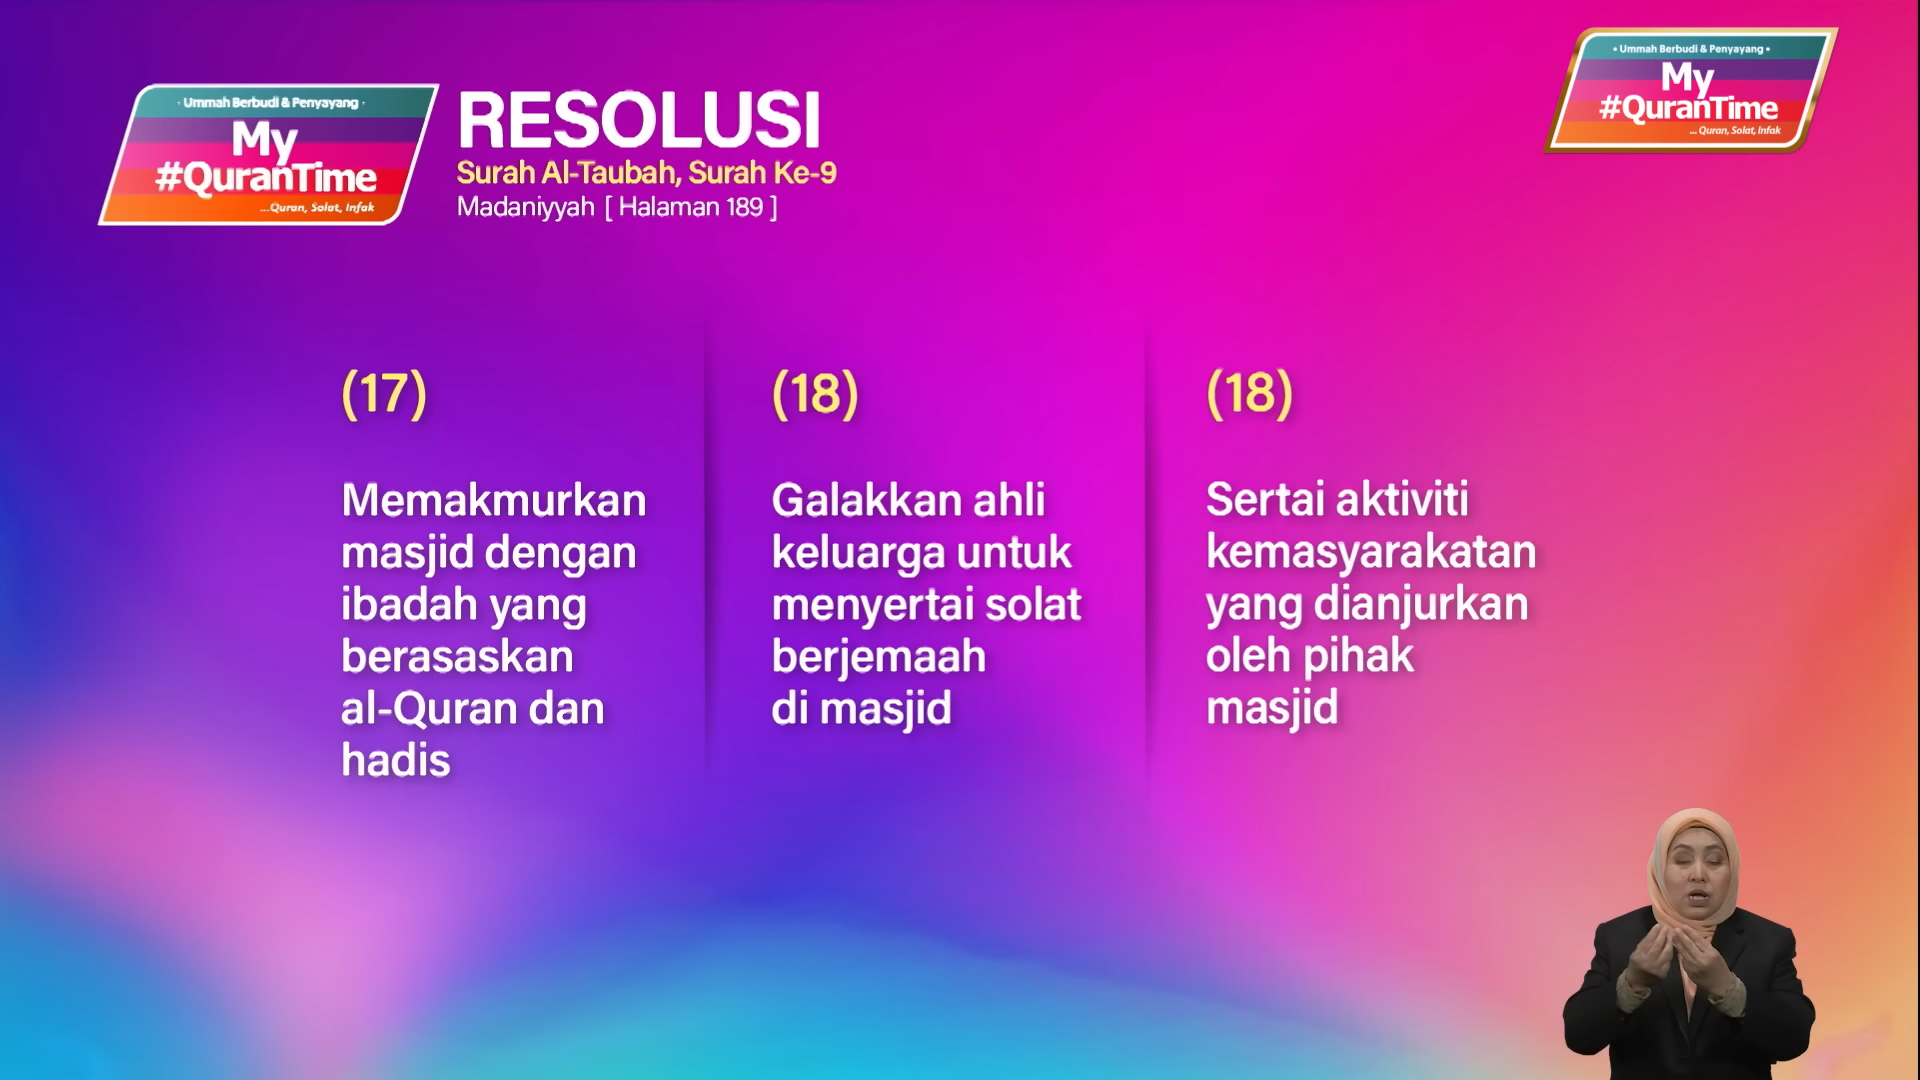 · Ummah Berbudi & Penyayang ·
My
#QuranTime
...Quran, Solat, Infak
RESOLUSI
Surah Al-Taubah, Surah Ke-9
Madaniyyah [ Halaman 189 ]
• Ummah Berbudi & Penyayang •
My
#QuranTime
... Quran, Solat, Infak
(17)
Memakmurkan
masjid dengan
ibadah yang
berasaskan
al-Quran dan
hadis
(18)
Galakkan ahli
keluarga untuk
menyertai solat
berjemaah
di masjid
(18)
Sertai aktiviti
kemasyarakatan
yang dianjurkan
oleh pihak
masjid